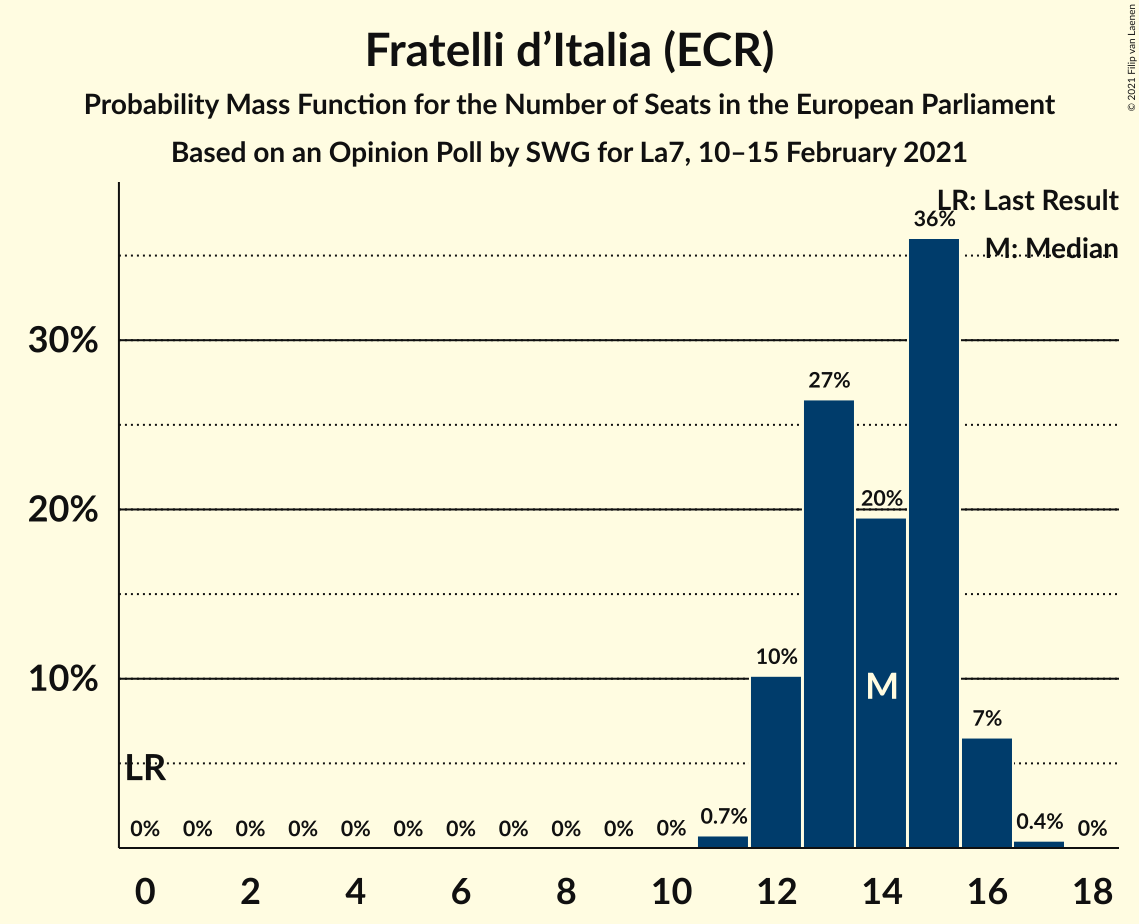 Fratelli d’Italia (ECR)
Probability Mass Function for the Number of Seats in the European Parliament
Based on an Opinion Poll by SWG for La7, 10–15 February 2021
© 2021 Filip van Laenen
LR: Last Result
M: Median
36%
30%
27%
20%
20%
10%
10%
M
7%
LR
0% 0% 0% 0% 0% 0% 0% 0% 0% 0% 0% 0.7% 0.4% 0%
0 2 4 6 8 10 12 14 16 18